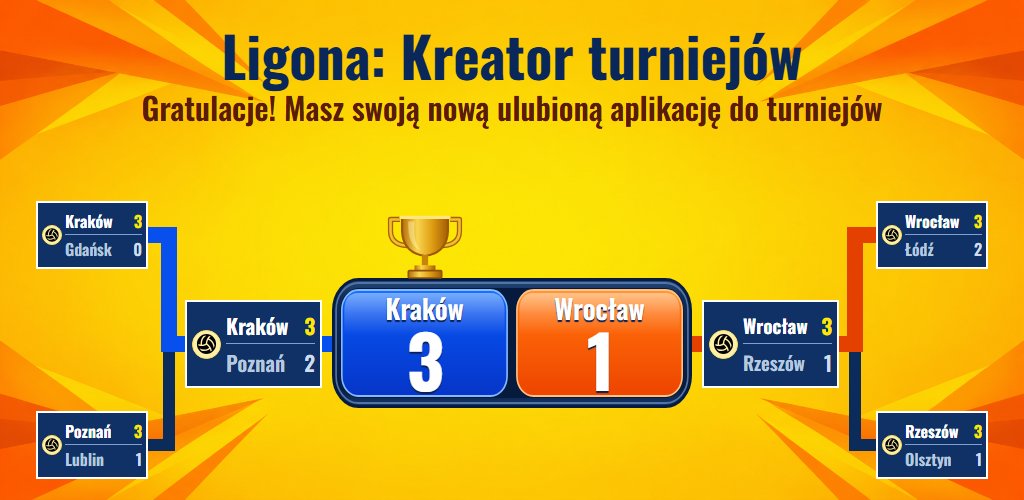 Ligona: Kreator turniejów
Gratulacje! Masz swoją nową ulubioną aplikację do turniejów
Kraków 3
Gdańsk 0
Poznań 3
Lublin 1
Kraków 3
Poznań 2
Kraków
3
Wrocław
1
Wrocław 3
Rzeszów 1
Wrocław 3
Łódź 2
Rzeszów 3
Olsztyn 1